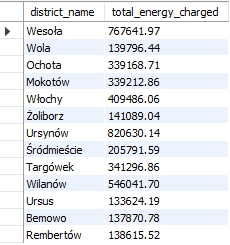 district_name total_energy_charged
Wesoła 767641.97
Wola 139796.44
Ochota 339168.71
Mokotów 339212.86
Włochy 409486.06
Żoliborz 141089.04
Ursynów 820630.14
Śródmieście 205791.59
Targówek 341296.86
Wilanów 546041.70
Ursus 133624.19
Bemowo 137870.78
Rembertów 138615.52